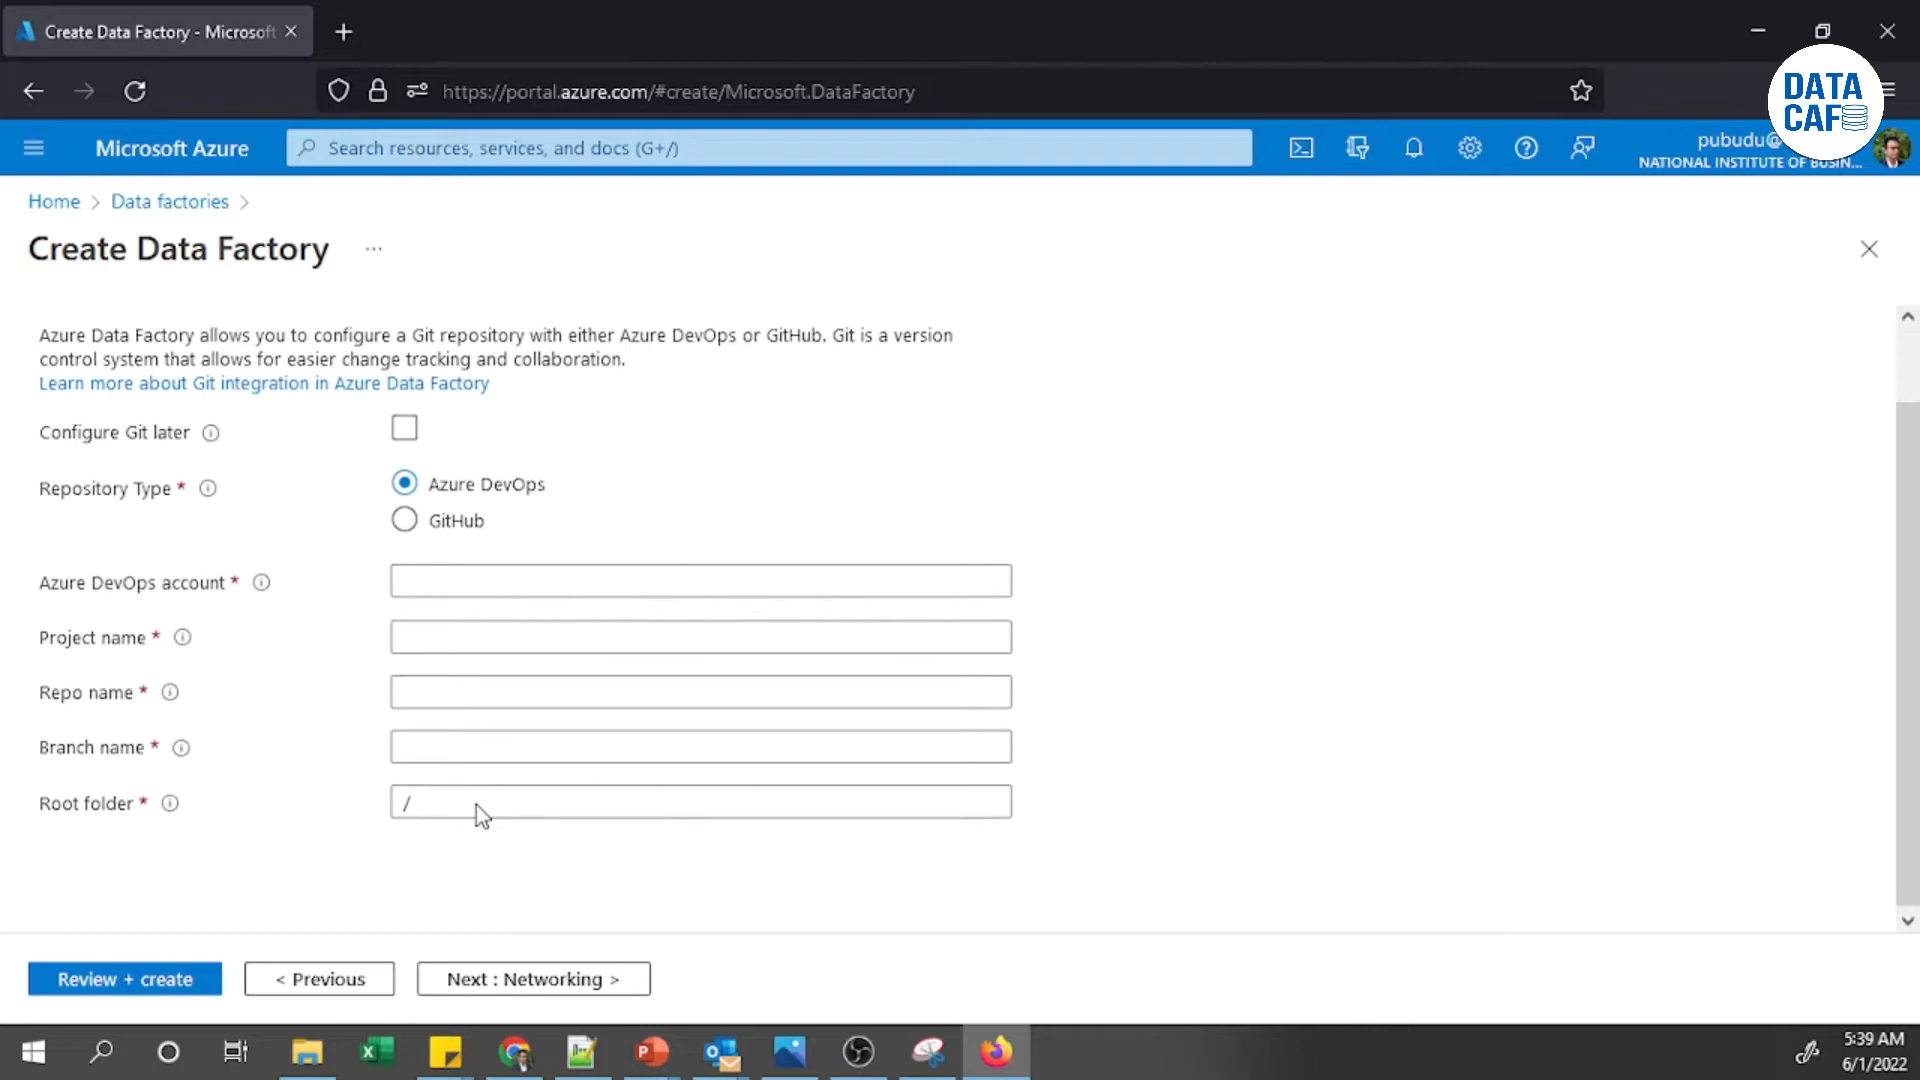 Create Data Factory - Microsoft
https://portal.azure.com/#create/Microsoft.DataFactory
DATA
CAF
Microsoft Azure
Search resources, services, and docs (G+/)
pubudu@
NATIONAL INSTITUTE OF BUSIN...
Home > Data factories >
Create Data Factory ...
Azure Data Factory allows you to configure a Git repository with either Azure DevOps or GitHub. Git is a version
control system that allows for easier change tracking and collaboration.
Learn more about Git integration in Azure Data Factory
Configure Git later
Repository Type *
Azure DevOps
GitHub
Azure DevOps account *
Project name *
Repo name *
Branch name *
Root folder *
/
Review + create
< Previous
Next : Networking >
5:39 AM
6/1/2022